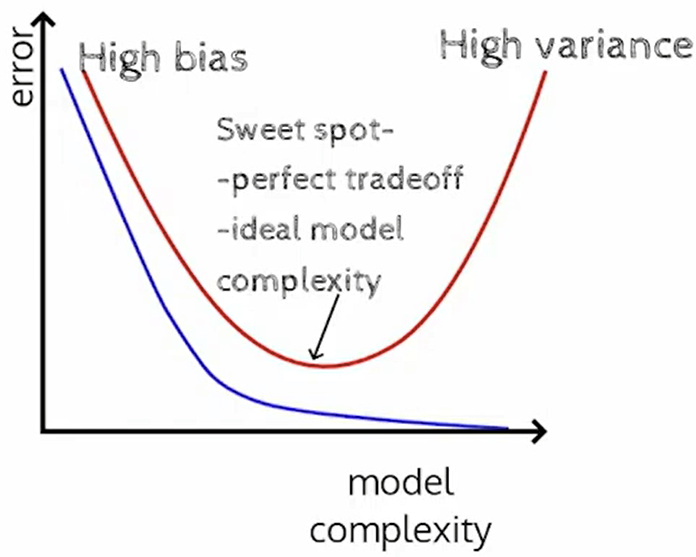 error
High bias
High variance
Sweet spot-
-perfect tradeoff
-ideal model
complexity
model
complexity